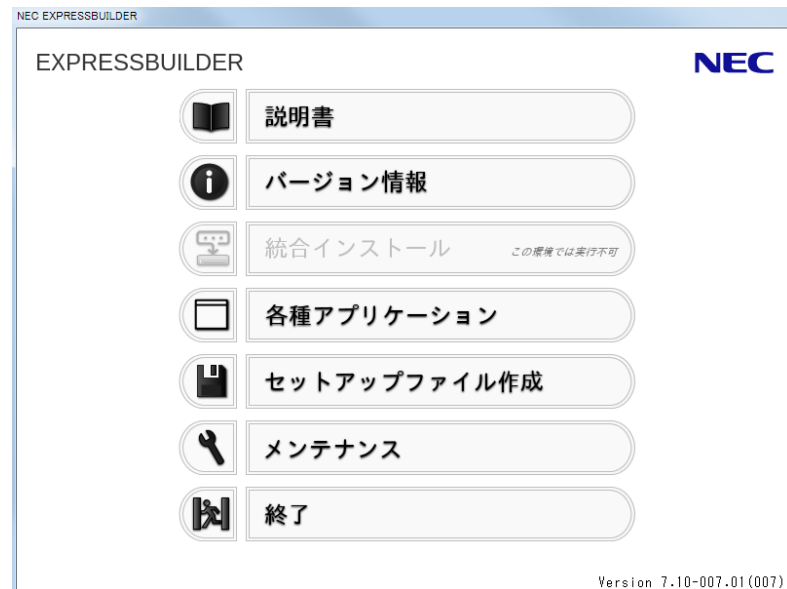 NEC EXPRESSBUILDER
EXPRESSBUILDER
NEC
説明書
バージョン情報
統合インストール この環境では実行不可
各種アプリケーション
セットアップファイル作成
メンテナンス
終了
Version 7.10-007.01(007)